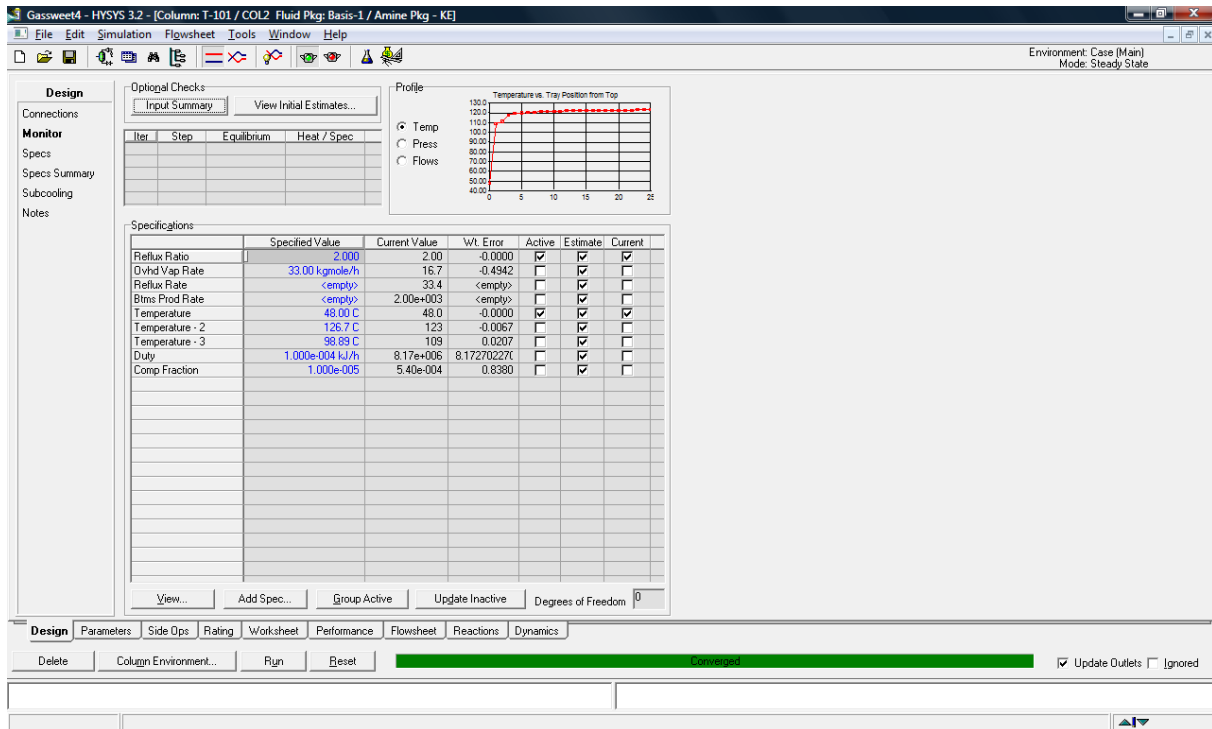 Gassweet4 - HYSYS 3.2 - [Column: T-101 / COL2 Fluid Pkg: Basis-1 / Amine Pkg - KE]
File Edit Simulation Flowsheet Tools Window Help
Environment: Case (Main)
Mode: Steady State
Design
Connections
Monitor
Specs
Specs Summary
Subcooling
Notes
Optional Checks
Input Summary View Initial Estimates...
Iter Step Equilibrium Heat / Spec
Profile
Temp
Press
Flows
Temperature vs. Tray Position from Top
130.0
120.0
110.0
100.0
90.00
80.00
70.00
60.00
50.00
40.00
0 5 10 15 20 25
Specifications
Specified Value Current Value Wt. Error Active Estimate Current
Reflux Ratio 2.000 2.00 -0.0000
Ovhd Vap Rate 33.00 kgmole/h 16.7 -0.4942
Reflux Rate <empty> 33.4 <empty>
Btms Prod Rate <empty> 2.00e+003 <empty>
Temperature 48.00 C 48.0 -0.0000
Temperature - 2 126.7 C 123 -0.0067
Temperature - 3 98.89 C 109 0.0207
Duty 1.000e-004 kJ/h 8.17e+006 8.17270227(
Comp Fraction 1.000e-005 5.40e-004 0.8380
View... Add Spec... Group Active Update Inactive Degrees of Freedom 0
Design Parameters Side Ops Rating Worksheet Performance Flowsheet Reactions Dynamics
Delete Column Environment... Run Reset Converged Update Outlets Ignored